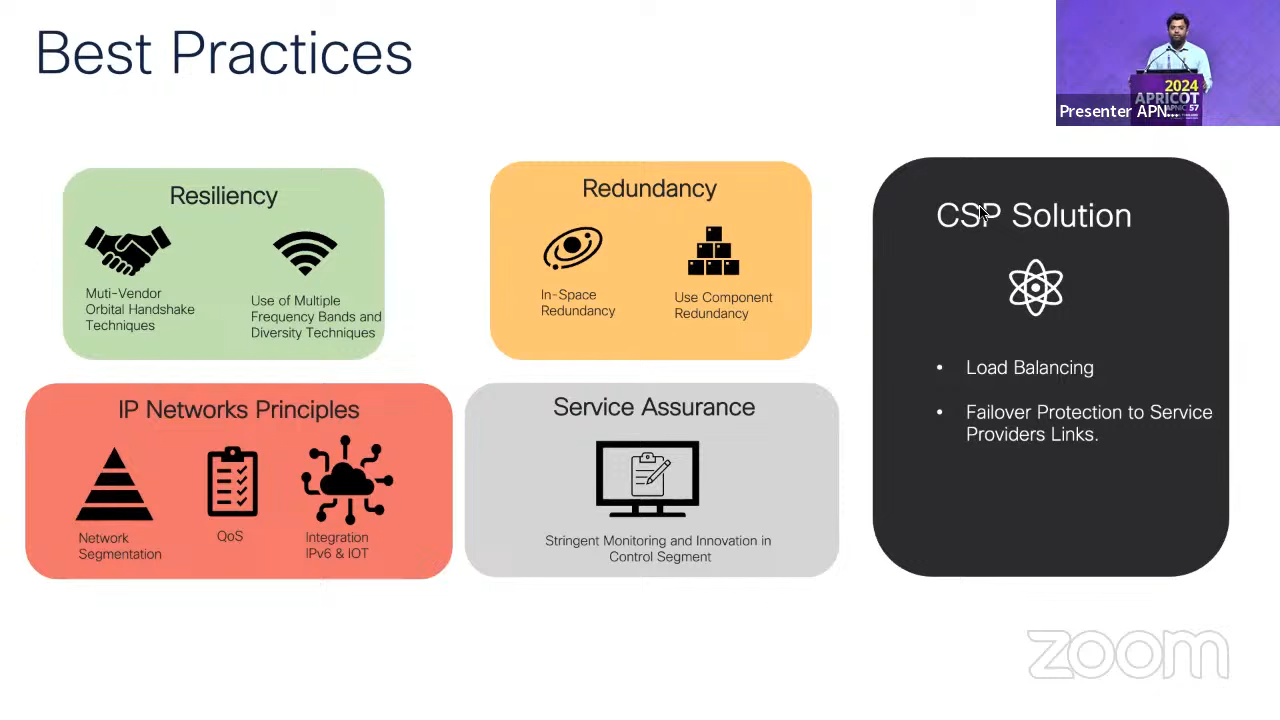 Best Practices
2024
APRICOT
APNIC 57
Presenter APN...
Resiliency
Muti-Vendor
Orbital Handshake
Techniques
Use of Multiple
Frequency Bands and
Diversity Techniques
Redundancy
In-Space
Redundancy
Use Component
Redundancy
CSP Solution
• Load Balancing
• Failover Protection to Service
Providers Links.
IP Networks Principles
Network
Segmentation
QoS
Integration
IPv6 & IOT
Service Assurance
Stringent Monitoring and Innovation in
Control Segment
zoom